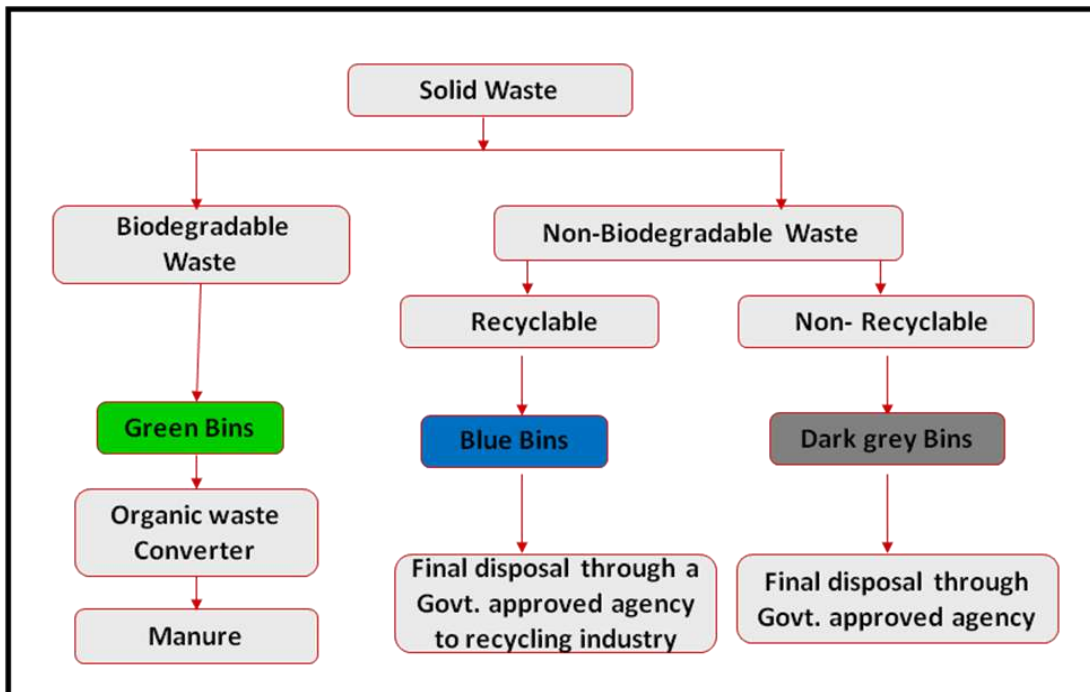 Solid Waste
Biodegradable
Waste
Non-Biodegradable Waste
Recyclable
Non- Recyclable
Green Bins
Blue Bins
Dark grey Bins
Organic waste
Converter
Final disposal through a
Govt. approved agency
to recycling industry
Final disposal through
Govt. approved agency
Manure